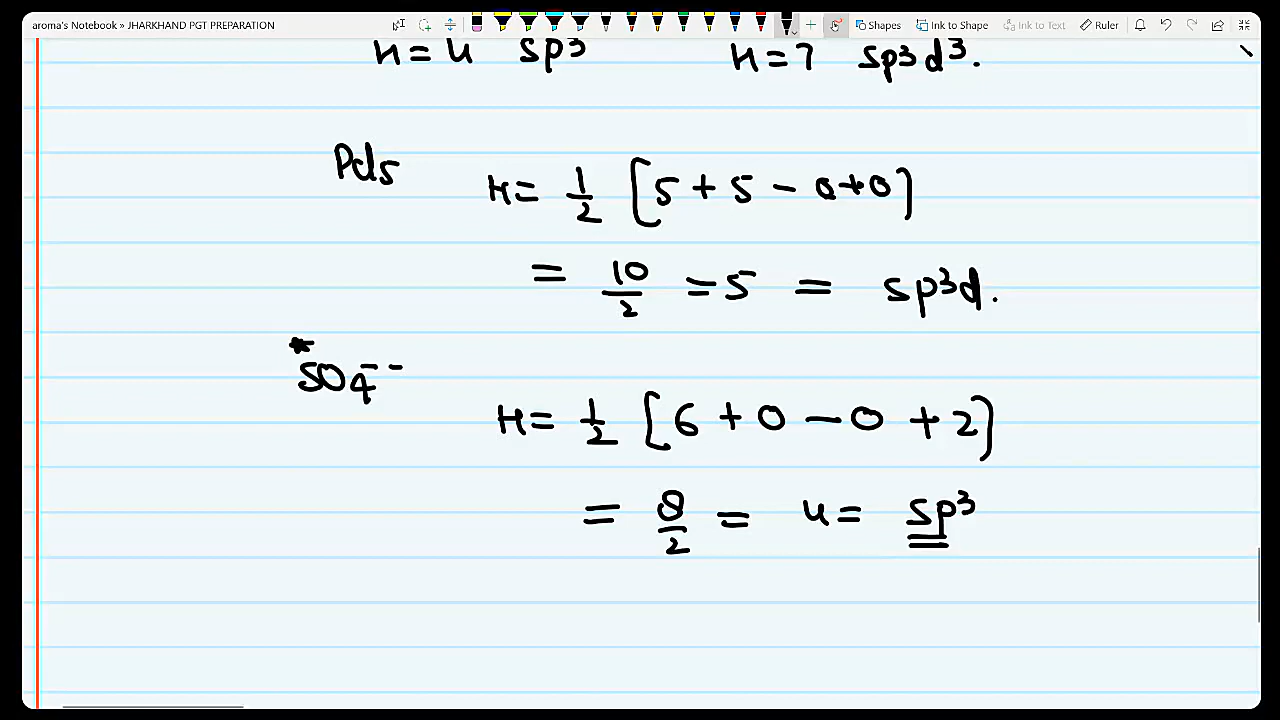 aroma's Notebook » JHARKHAND PGT PREPARATION Shapes Ink to Shape Ink to Text Ruler
H=4 sp³ H=7 sp³d³.
PCl5 H= 1/2 [5+5-0+0]
= 10/2 =5 = sp³d.
*
SO4-- H= 1/2 [6+0-0+2]
= 8/2 = 4= sp³